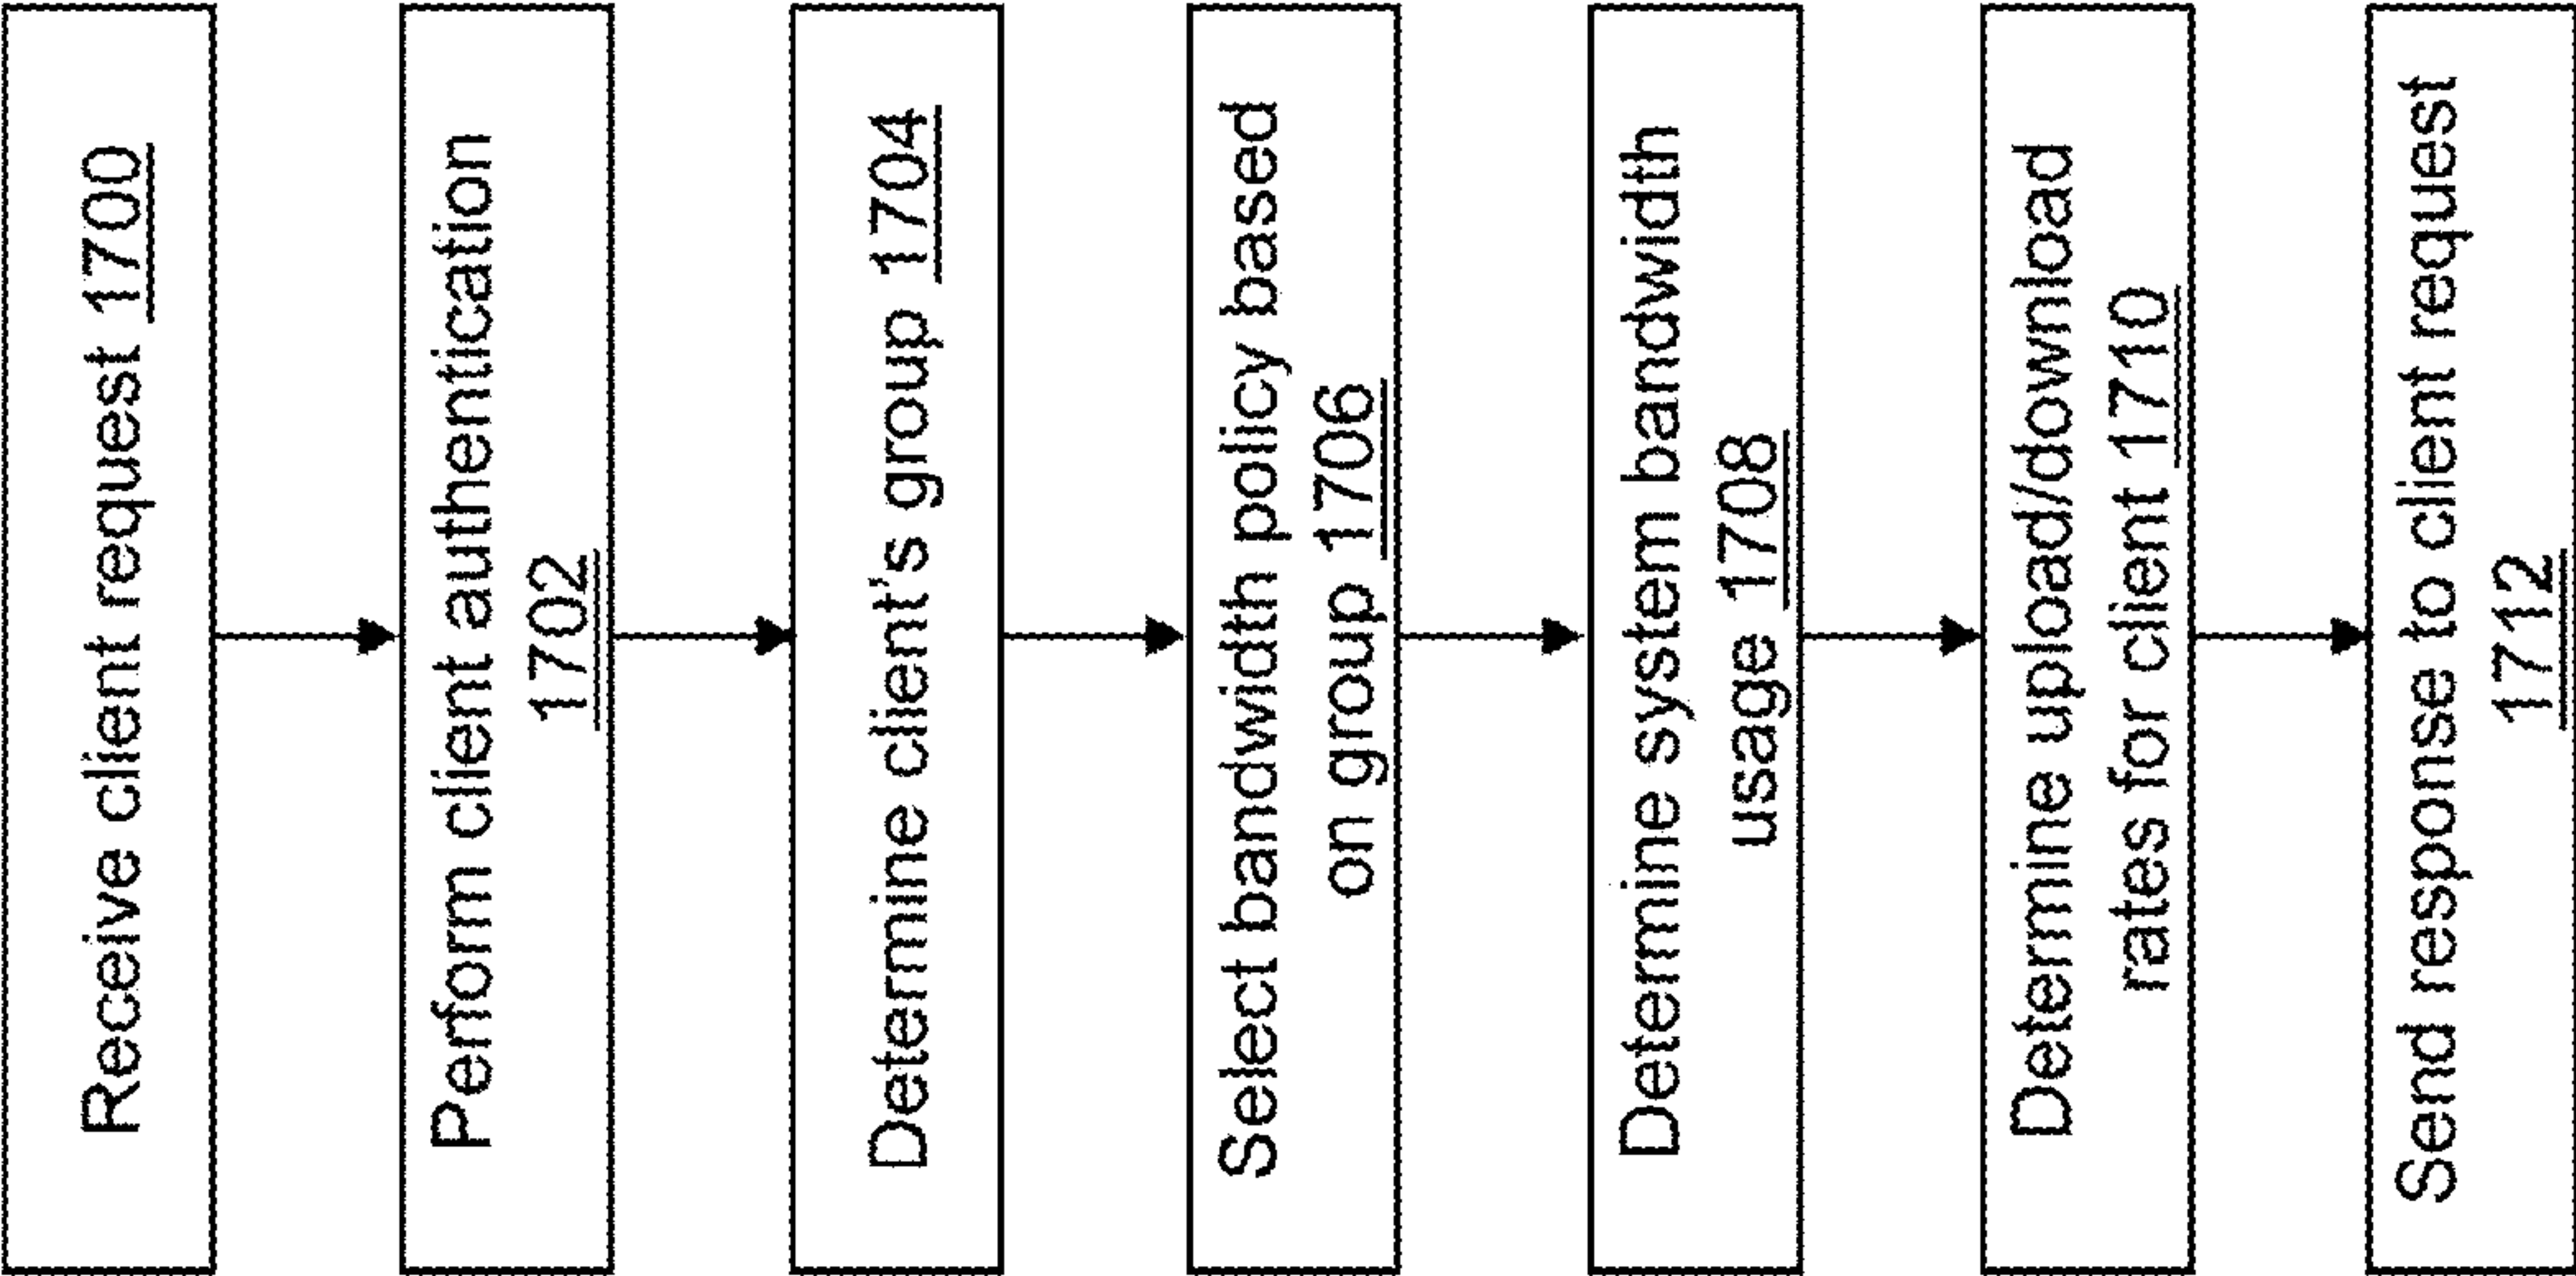 Receive client request 1700
Perform client authentication
1702
Determine client's group 1704
Select bandwidth policy based
on group 1706
Determine system bandwidth
usage 1708
Determine upload/download
rates for client 1710
Send response to client request
1712